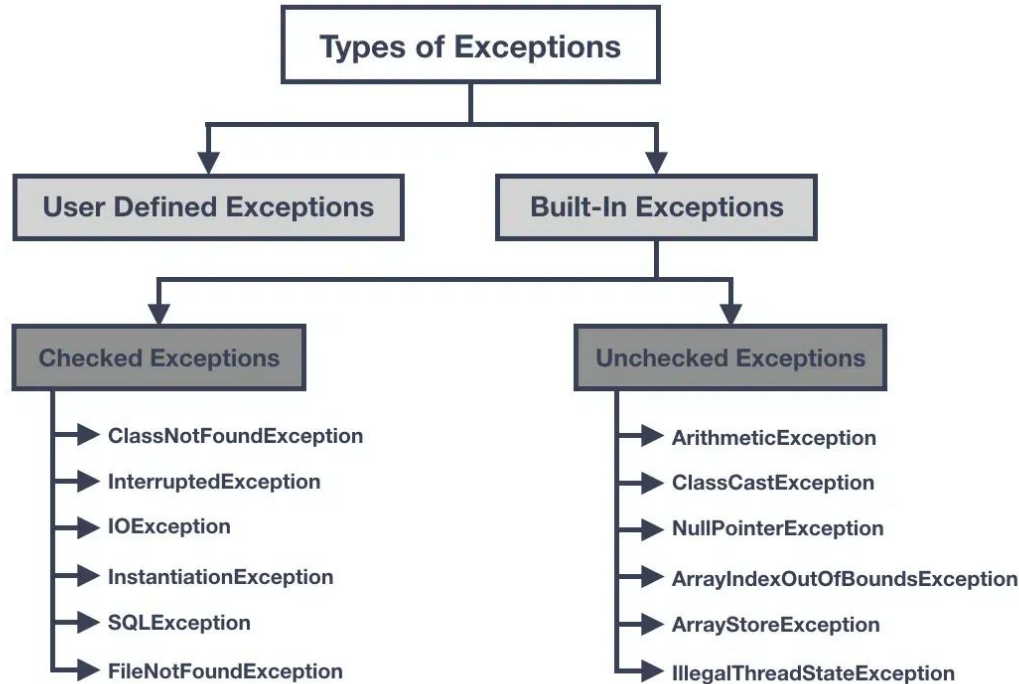 Types of Exceptions
User Defined Exceptions
Built-In Exceptions
Checked Exceptions
ClassNotFoundException
InterruptedException
IOException
InstantiationException
SQLException
FileNotFoundException
Unchecked Exceptions
ArithmeticException
ClassCastException
NullPointerException
ArrayIndexOutOfBoundsException
ArrayStoreException
IllegalThreadStateException